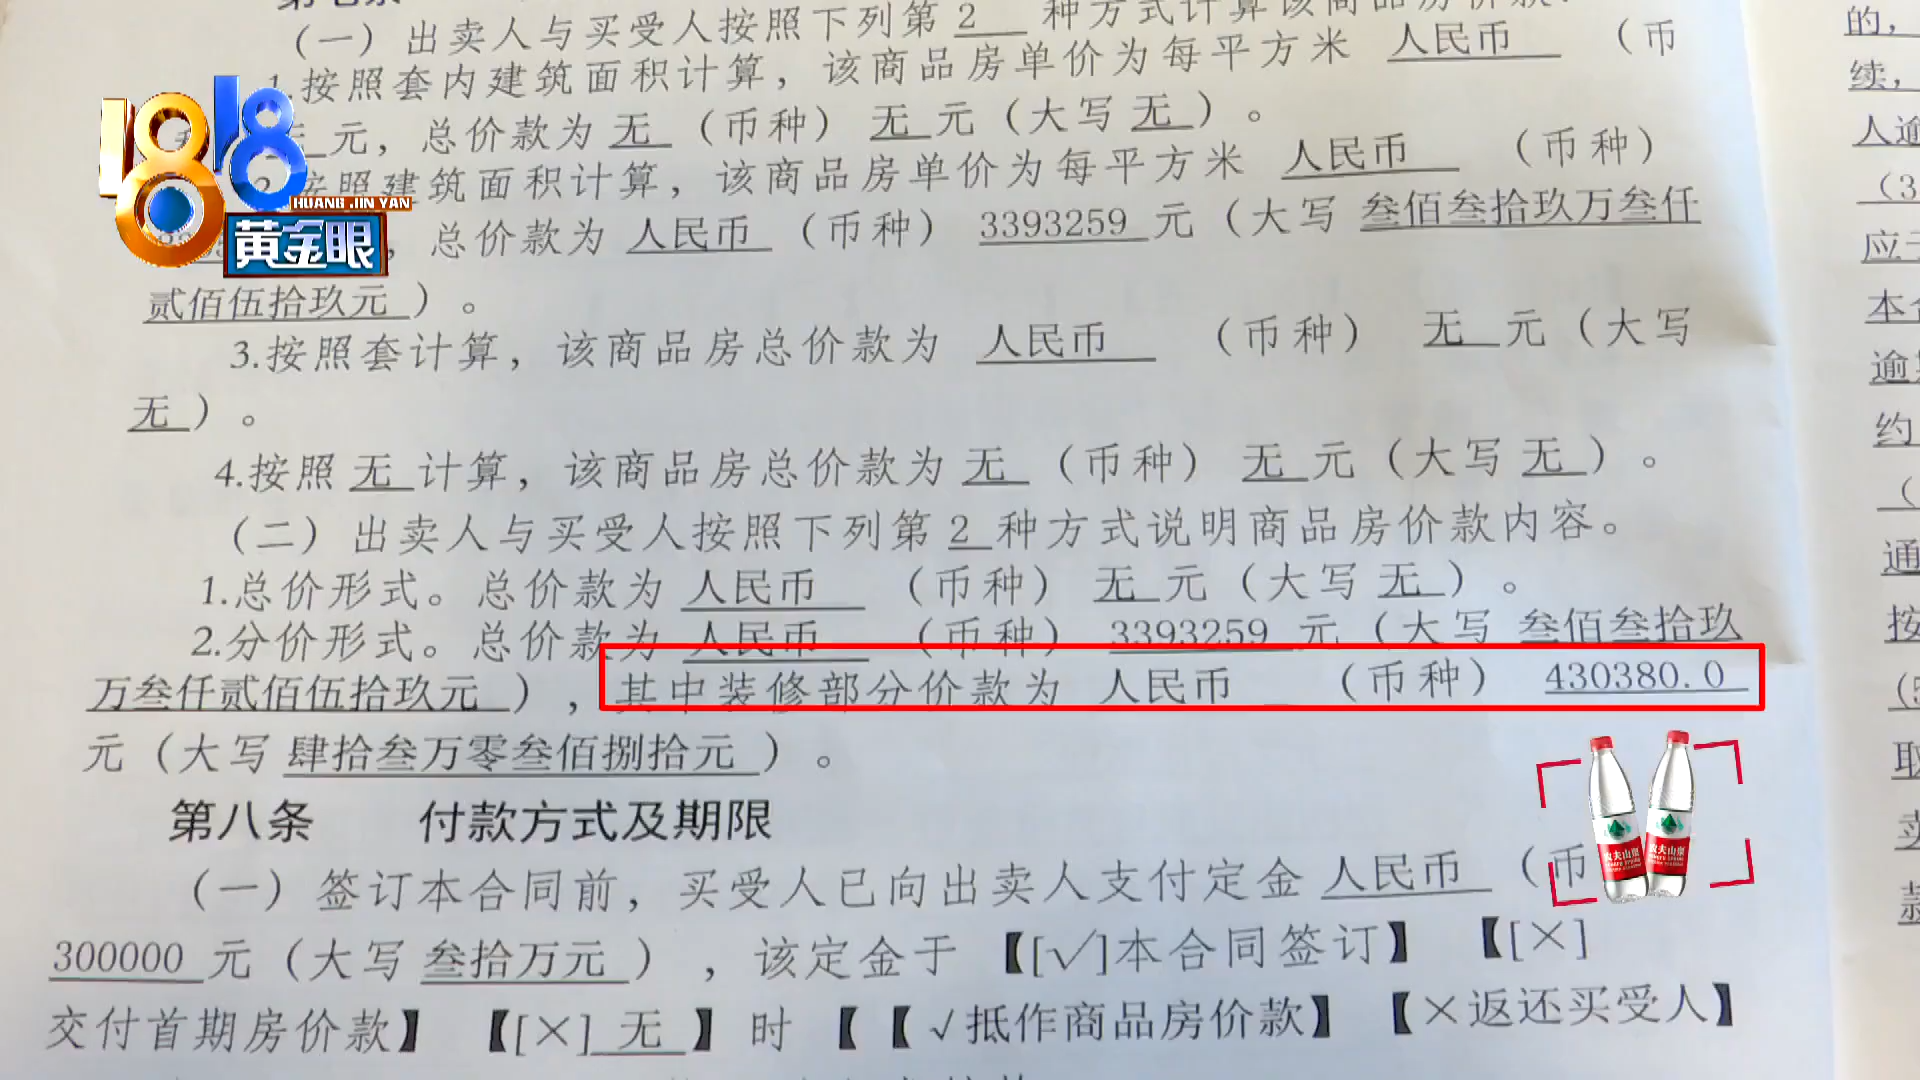 （一）出卖人与买受人按照下列第 2 种方式计算该商品房价款：
1.按照套内建筑面积计算，该商品房单价为每平方米 人民币 （币
元，总价款为 无 （币种） 无 元（大写 无 ）。
2.按照建筑面积计算，该商品房单价为每平方米 人民币 （币种）
，总价款为 人民币 （币种） 3393259 元（大写 叁佰叁拾玖万叁仟
贰佰伍拾玖元 ）。
3.按照套计算，该商品房总价款为 人民币 （币种） 无 元（大写
无 ）。
4.按照 无 计算，该商品房总价款为 无 （币种） 无 元（大写 无 ）。
（二）出卖人与买受人按照下列第 2 种方式说明商品房价款内容。
1.总价形式。总价款为 人民币 （币种） 无 元（大写 无 ）。
2.分价形式。总价款为 人民币 （币种） 3393259 元（大写 叁佰叁拾玖
万叁仟贰佰伍拾玖元 ），其中装修部分价款为 人民币 （币种） 430380.0
元（大写 肆拾叁万零叁佰捌拾元 ）。
第八条 付款方式及期限
（一）签订本合同前，买受人已向出卖人支付定金 人民币 （币
300000 元（大写 叁拾万元 ），该定金于 【[√]本合同签订】 【[×]
交付首期房价款】 【[×] 无 】 时 【【√抵作商品房价款】 【×返还买受人】
的，
续，
人逾
（3
应于
本合
逾
约
（
通
按
(5
取
卖
1818
HUANG JIN YAN
黄金眼
农夫山泉
农夫山泉